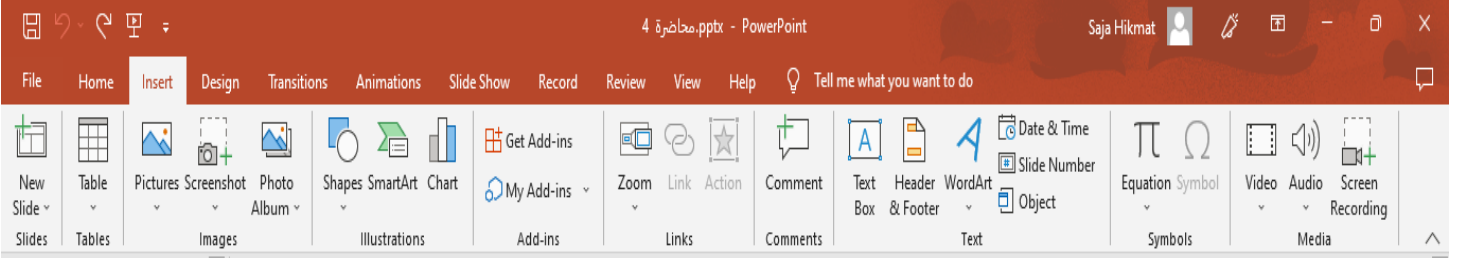 محاضرة 4.pptx - PowerPoint Saja Hikmat
File Home Insert Design Transitions Animations Slide Show Record Review View Help Tell me what you want to do
New Slide Table Pictures Screenshot Photo Album Shapes SmartArt Chart Get Add-ins My Add-ins Zoom Link Action Comment Text Box Header & Footer WordArt Date & Time Slide Number Object Equation Symbol Video Audio Screen Recording
Slides Tables Images Illustrations Add-ins Links Comments Text Symbols Media